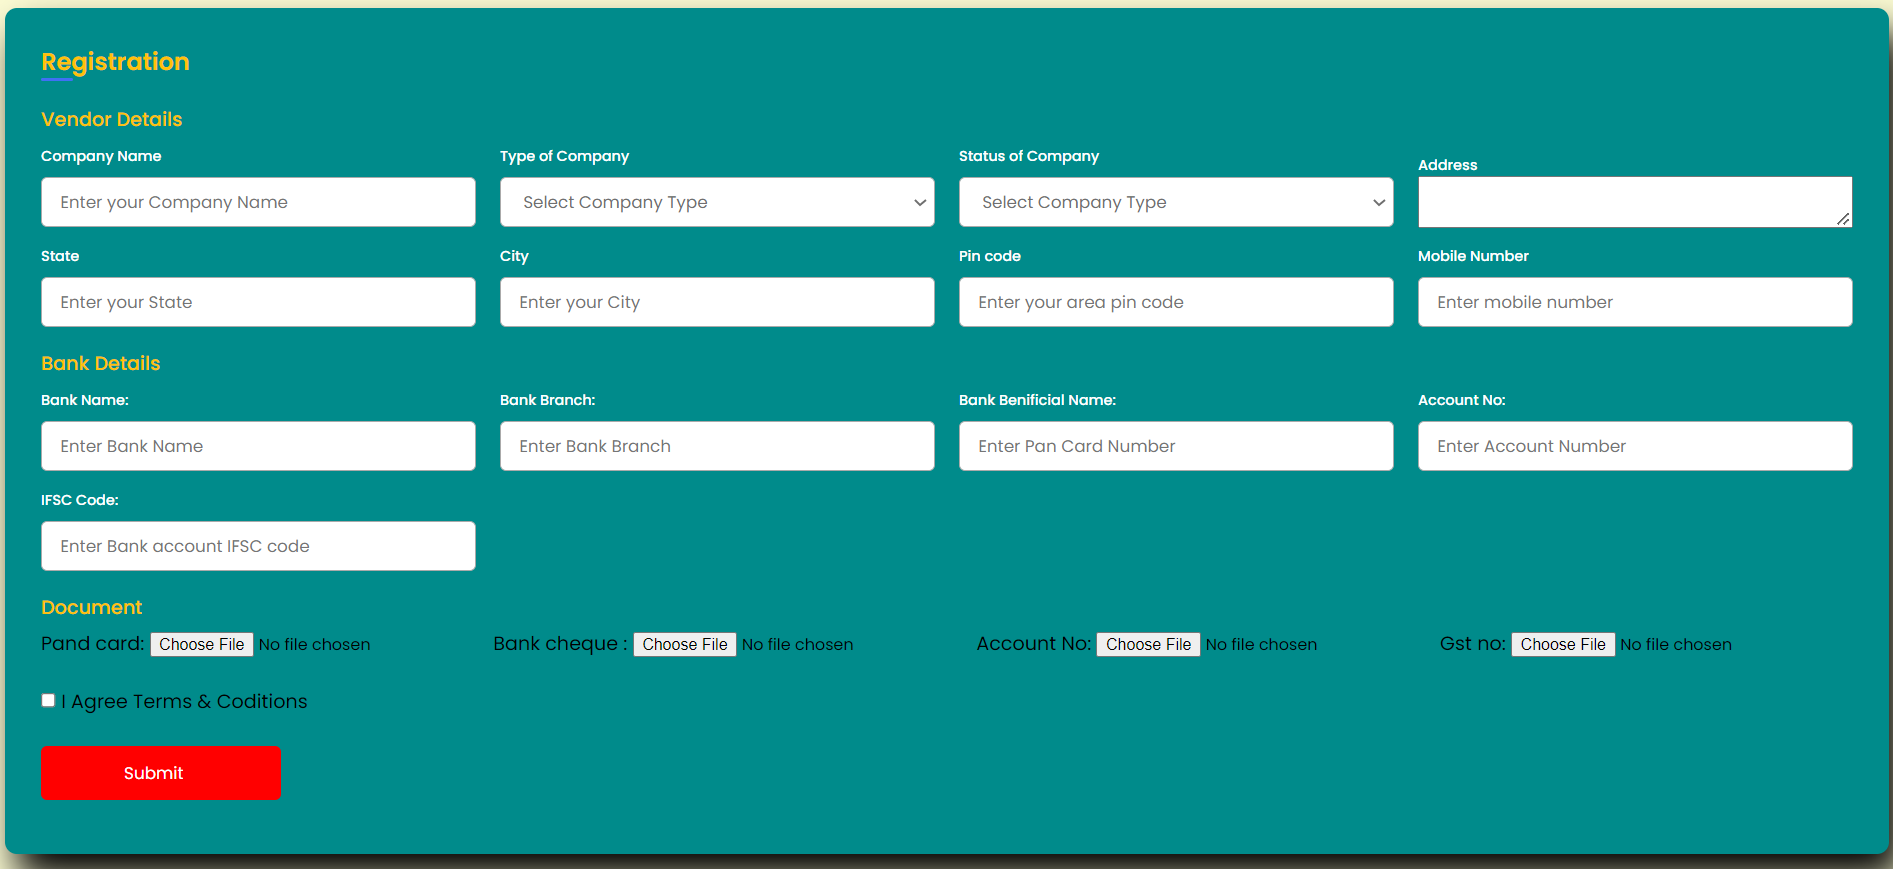 Registration
Vendor Details
Company Name Type of Company Status of Company Address
Enter your Company Name Select Company Type Select Company Type
State City Pin code Mobile Number
Enter your State Enter your City Enter your area pin code Enter mobile number
Bank Details
Bank Name: Bank Branch: Bank Benificial Name: Account No:
Enter Bank Name Enter Bank Branch Enter Pan Card Number Enter Account Number
IFSC Code:
Enter Bank account IFSC code
Document
Pand card: Choose File No file chosen Bank cheque : Choose File No file chosen Account No: Choose File No file chosen Gst no: Choose File No file chosen
I Agree Terms & Coditions
Submit